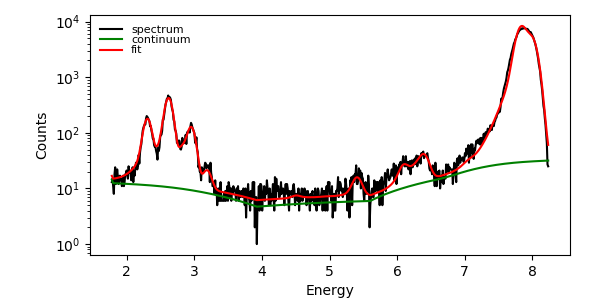 spectrum
continuum
fit
Counts
10⁴
10³
10²
10¹
10⁰
2 3 4 5 6 7 8
Energy